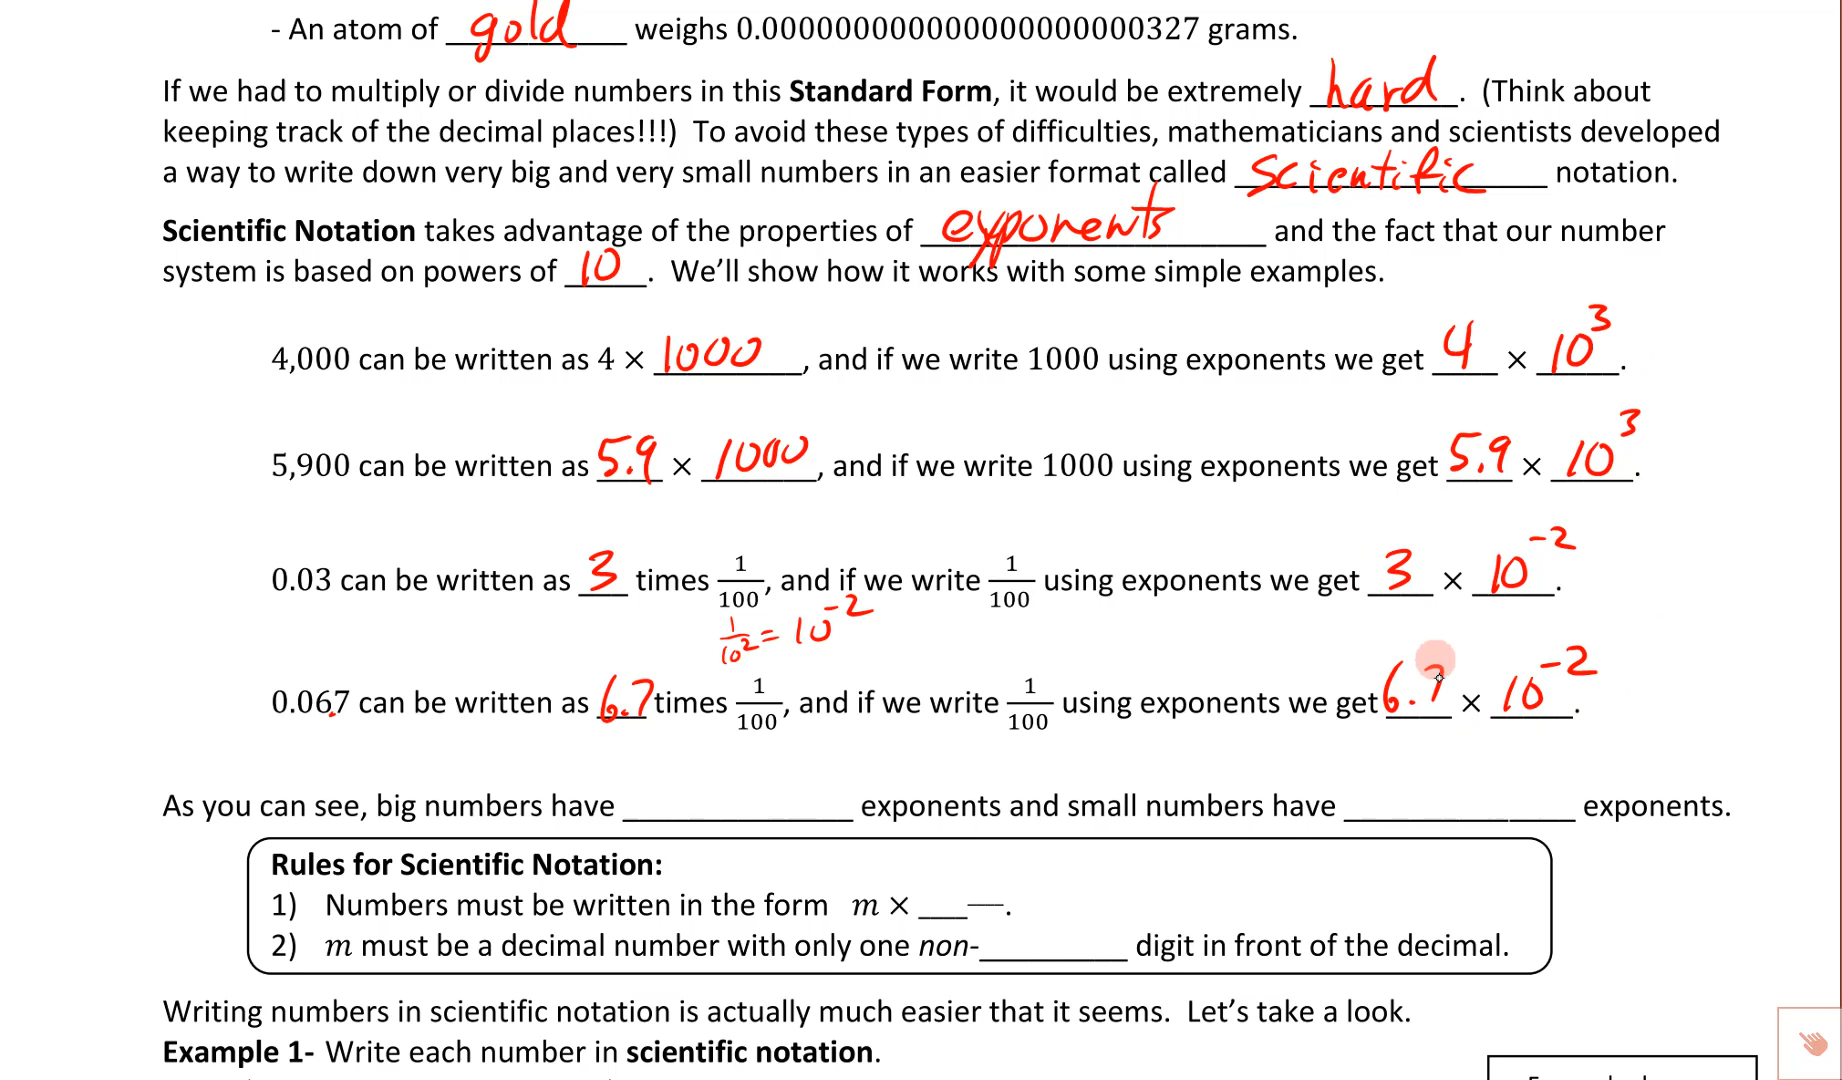 - An atom of gold weighs 0.000000000000000000000327 grams.
If we had to multiply or divide numbers in this Standard Form, it would be extremely hard. (Think about
keeping track of the decimal places!!!) To avoid these types of difficulties, mathematicians and scientists developed
a way to write down very big and very small numbers in an easier format called scientific notation.
Scientific Notation takes advantage of the properties of exponents and the fact that our number
system is based on powers of 10. We'll show how it works with some simple examples.
4,000 can be written as 4 × 1000, and if we write 1000 using exponents we get 4 × 10³.
5,900 can be written as 5.9 × 1000, and if we write 1000 using exponents we get 5.9 × 10³.
0.03 can be written as 3 times 1/100, and if we write 1/100 using exponents we get 3 × 10⁻².
1/10² = 10⁻²
0.067 can be written as 6.7 times 1/100, and if we write 1/100 using exponents we get 6.7 × 10⁻².
As you can see, big numbers have ______________ exponents and small numbers have ______________ exponents.
Rules for Scientific Notation:
1) Numbers must be written in the form m × ___—.
2) m must be a decimal number with only one non-_________ digit in front of the decimal.
Writing numbers in scientific notation is actually much easier that it seems. Let's take a look.
Example 1- Write each number in scientific notation.